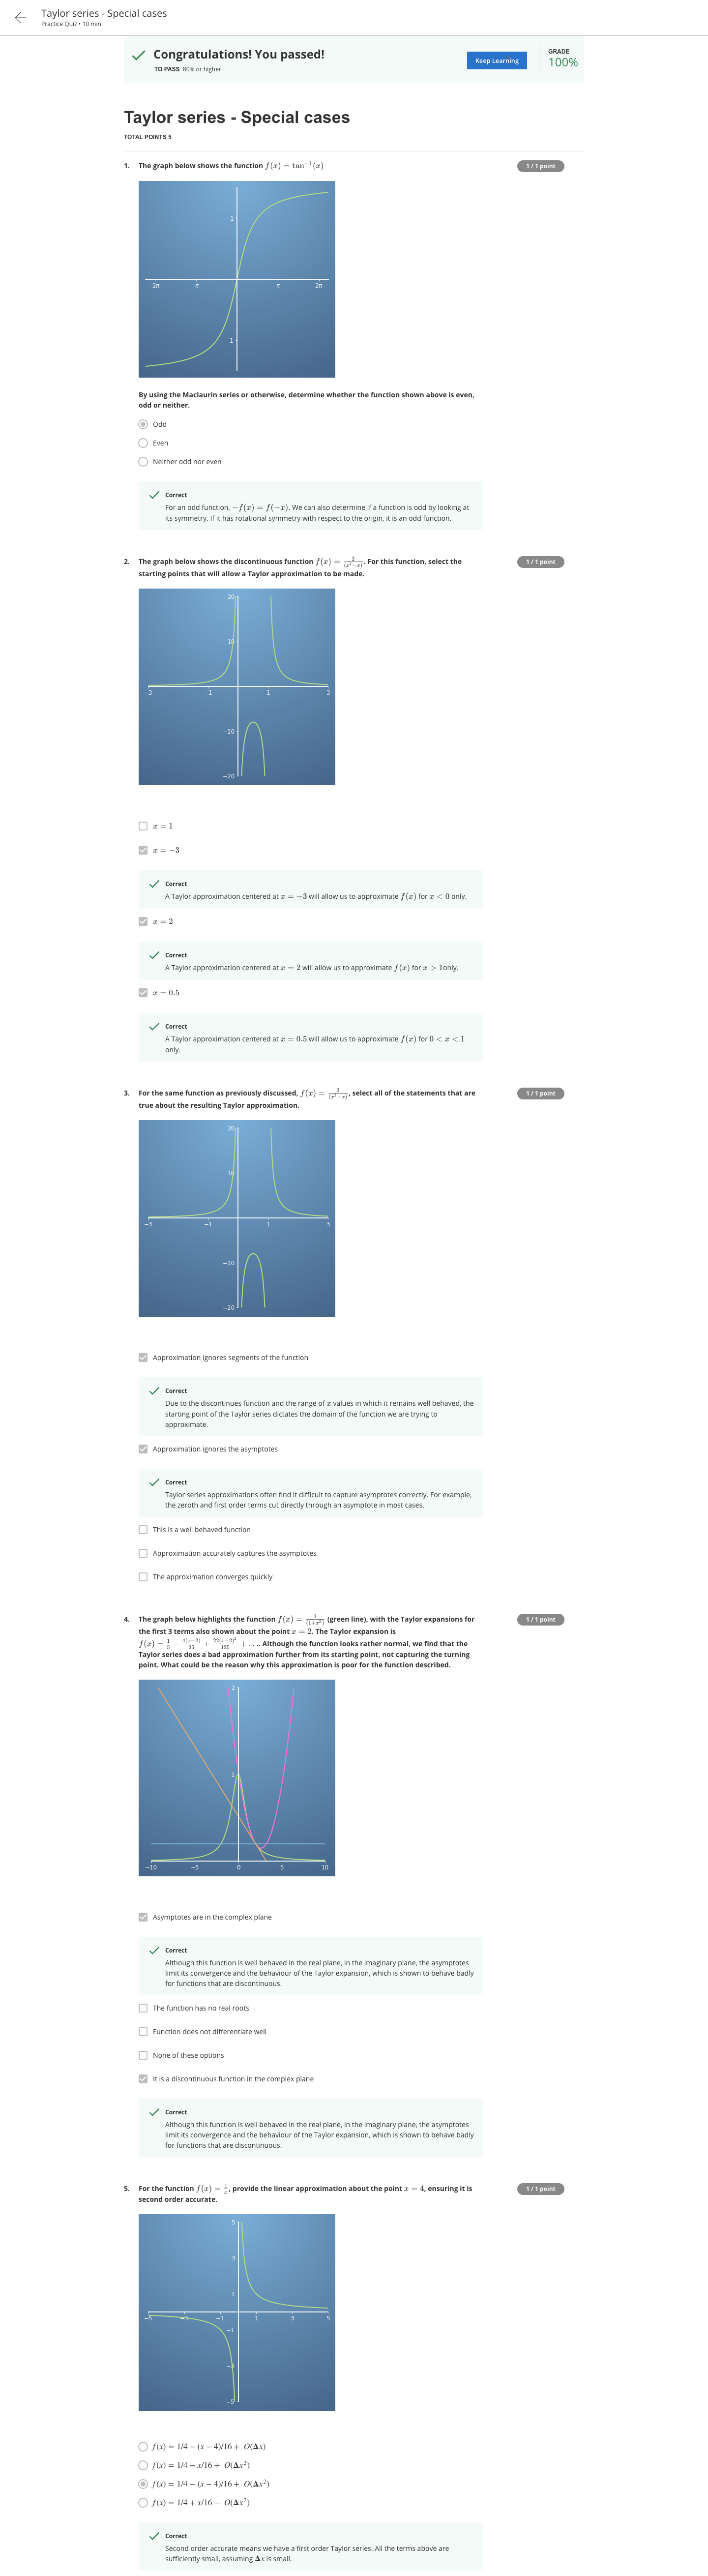 Taylor series - Special cases
Practice Quiz • 10 min
Congratulations! You passed!
TO PASS 80% or higher
Keep Learning
GRADE
100%
Taylor series - Special cases
TOTAL POINTS 5
1. The graph below shows the function f(x) = tan⁻¹(x)
1 / 1 point
1
-2π -π π 2π
−1
By using the Maclaurin series or otherwise, determine whether the function shown above is even,
odd or neither.
Odd
Even
Neither odd nor even
Correct
For an odd function, −f(x) = f(−x). We can also determine if a function is odd by looking at
its symmetry. If it has rotational symmetry with respect to the origin, it is an odd function.
2. The graph below shows the discontinuous function f(x) = 2/(x²−x). For this function, select the
starting points that will allow a Taylor approximation to be made.
1 / 1 point
20
10
−3 −1 1 3
−10
−20
x = 1
x = −3
Correct
A Taylor approximation centered at x = −3 will allow us to approximate f(x) for x < 0 only.
x = 2
Correct
A Taylor approximation centered at x = 2 will allow us to approximate f(x) for x > 1only.
x = 0.5
Correct
A Taylor approximation centered at x = 0.5 will allow us to approximate f(x) for 0 < x < 1
only.
3. For the same function as previously discussed, f(x) = 2/(x²−x), select all of the statements that are
true about the resulting Taylor approximation.
1 / 1 point
20
10
−3 −1 1 3
−10
−20
Approximation ignores segments of the function
Correct
Due to the discontinues function and the range of x values in which it remains well behaved, the
starting point of the Taylor series dictates the domain of the function we are trying to
approximate.
Approximation ignores the asymptotes
Correct
Taylor series approximations often find it difficult to capture asymptotes correctly. For example,
the zeroth and first order terms cut directly through an asymptote in most cases.
This is a well behaved function
Approximation accurately captures the asymptotes
The approximation converges quickly
4. The graph below highlights the function f(x) = 1/(1+x²) (green line), with the Taylor expansions for
the first 3 terms also shown about the point x = 2. The Taylor expansion is
f(x) = 1/5 − 4(x−2)/25 + 22(x−2)²/125 + . . .. Although the function looks rather normal, we find that the
Taylor series does a bad approximation further from its starting point, not capturing the turning
point. What could be the reason why this approximation is poor for the function described.
1 / 1 point
2
1
−10 −5 0 5 10
Asymptotes are in the complex plane
Correct
Although this function is well behaved in the real plane, in the imaginary plane, the asymptotes
limit its convergence and the behaviour of the Taylor expansion, which is shown to behave badly
for functions that are discontinuous.
The function has no real roots
Function does not differentiate well
None of these options
It is a discontinuous function in the complex plane
Correct
Although this function is well behaved in the real plane, in the imaginary plane, the asymptotes
limit its convergence and the behaviour of the Taylor expansion, which is shown to behave badly
for functions that are discontinuous.
5. For the function f(x) = 1/x, provide the linear approximation about the point x = 4, ensuring it is
second order accurate.
1 / 1 point
5
3
1
−5 −3 −1 1 3 5
−1
−3
−5
f(x) = 1/4 − (x − 4)/16 + O(Δx)
f(x) = 1/4 − x/16 + O(Δx²)
f(x) = 1/4 − (x − 4)/16 + O(Δx²)
f(x) = 1/4 + x/16 − O(Δx²)
Correct
Second order accurate means we have a first order Taylor series. All the terms above are
sufficiently small, assuming Δx is small.